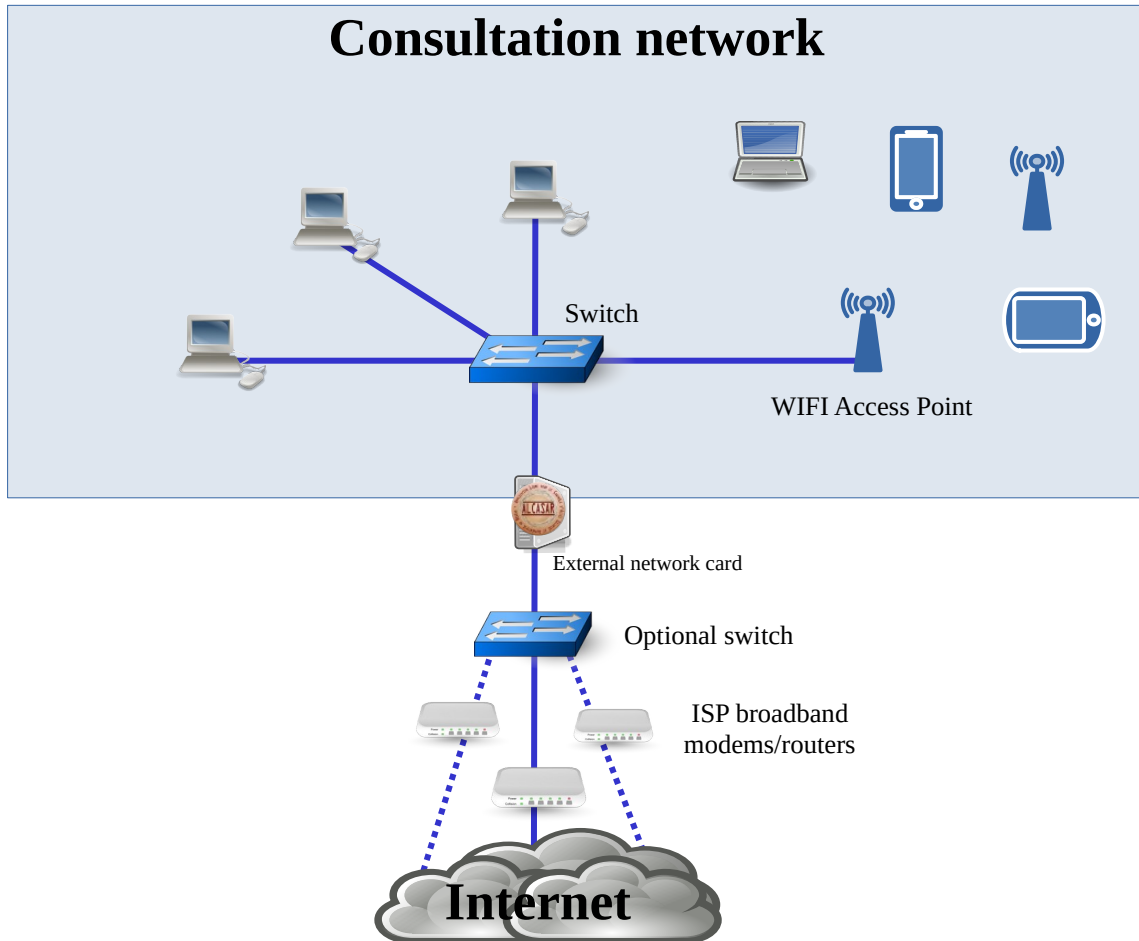 Consultation network
Switch
WIFI Access Point
ALCASAR
External network card
Optional switch
ISP broadband
modems/routers
Internet